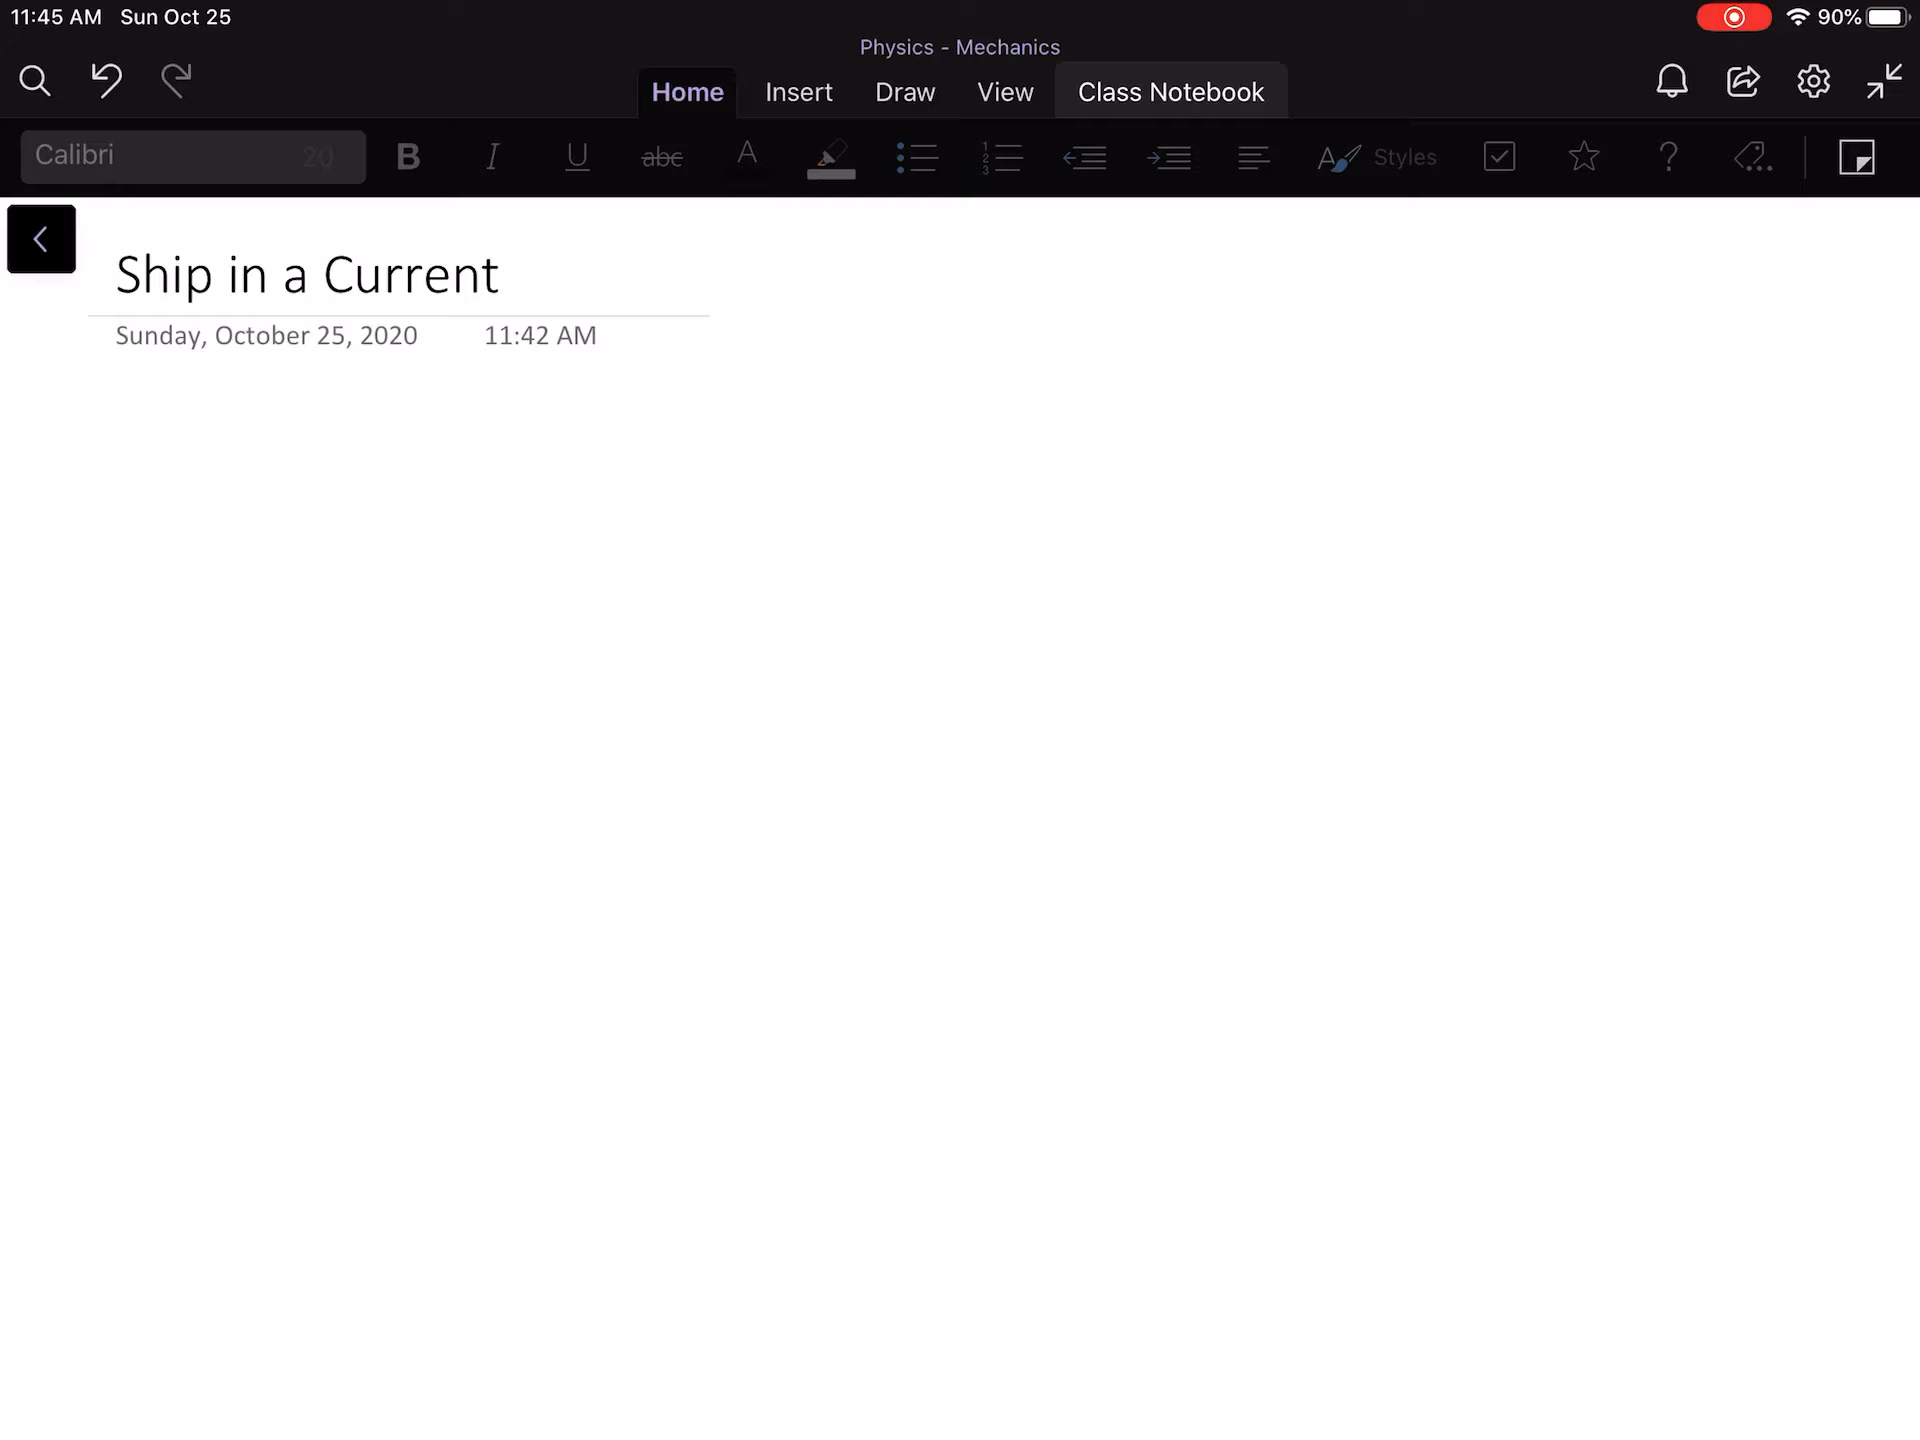 11:45 AM Sun Oct 25 90%
Physics - Mechanics
Home Insert Draw View Class Notebook
Calibri 20 B I U abc A Styles
Ship in a Current
Sunday, October 25, 2020 11:42 AM